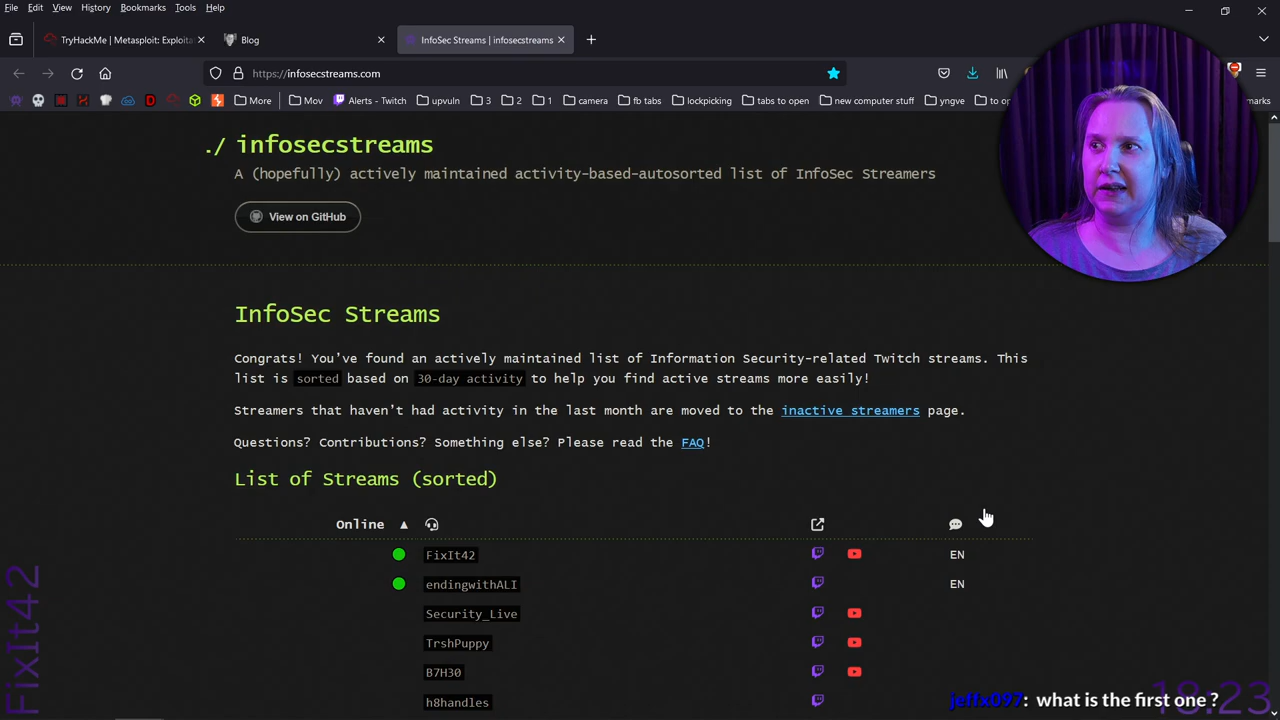 File Edit View History Bookmarks Tools Help
TryHackMe | Metasploit: Exploita
Blog
InfoSec Streams | infosecstreams
https://infosecstreams.com
More
Mov
Alerts - Twitch
upvuln
3
2
1
camera
fb tabs
lockpicking
tabs to open
new computer stuff
yngve
to o
marks
./ infosecstreams
A (hopefully) actively maintained activity-based-autosorted list of InfoSec Streamers
View on GitHub
InfoSec Streams
Congrats! You've found an actively maintained list of Information Security-related Twitch streams. This
list is sorted based on 30-day activity to help you find active streams more easily!
Streamers that haven't had activity in the last month are moved to the inactive streamers page.
Questions? Contributions? Something else? Please read the FAQ!
List of Streams (sorted)
Online ▲
FixIt42 EN
endingwithALI EN
Security_Live
TrshPuppy
B7H30
h8handles
FixIt42
18:23
jeffx097: what is the first one ?